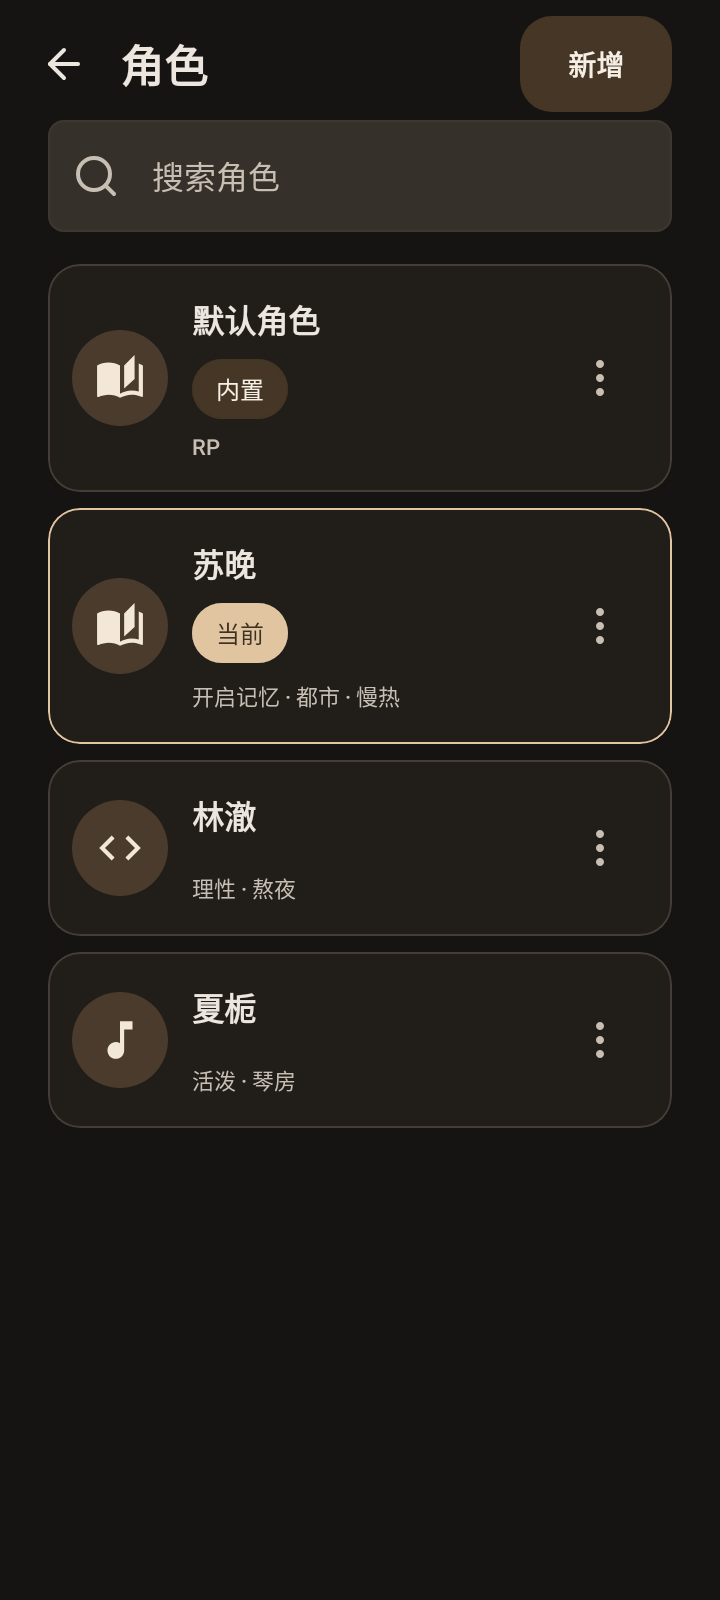 角色
新增
搜索角色
默认角色
内置
RP
苏晚
当前
开启记忆 · 都市 · 慢热
林澈
理性 · 熬夜
夏栀
活泼 · 琴房